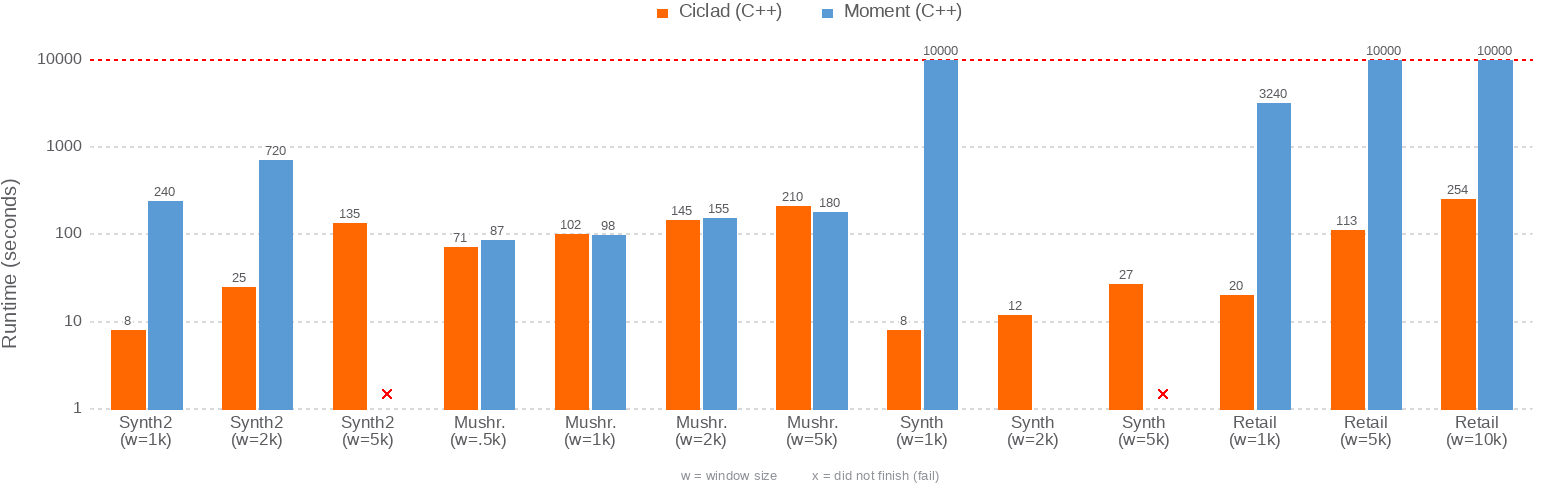 Ciclad (C++) Moment (C++)
Runtime (seconds)
10000
1000
100
10
1
8
240
25
720
135
x
71
87
102
98
145
155
210
180
8
10000
12
27
x
20
3240
113
10000
254
10000
Synth2 (w=1k)
Synth2 (w=2k)
Synth2 (w=5k)
Mushr. (w=.5k)
Mushr. (w=1k)
Mushr. (w=2k)
Mushr. (w=5k)
Synth (w=1k)
Synth (w=2k)
Synth (w=5k)
Retail (w=1k)
Retail (w=5k)
Retail (w=10k)
w = window size x = did not finish (fail)